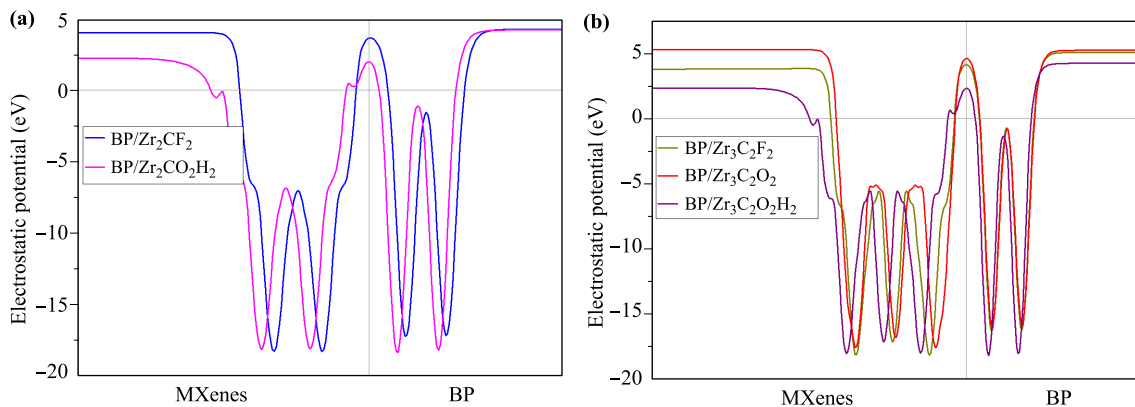 (a)
Electrostatic potential (eV)
5
0
−5
−10
−15
−20
BP/Zr₂CF₂
BP/Zr₂CO₂H₂
MXenes
BP
(b)
Electrostatic potential (eV)
5
0
−5
−10
−15
−20
BP/Zr₃C₂F₂
BP/Zr₃C₂O₂
BP/Zr₃C₂O₂H₂
MXenes
BP